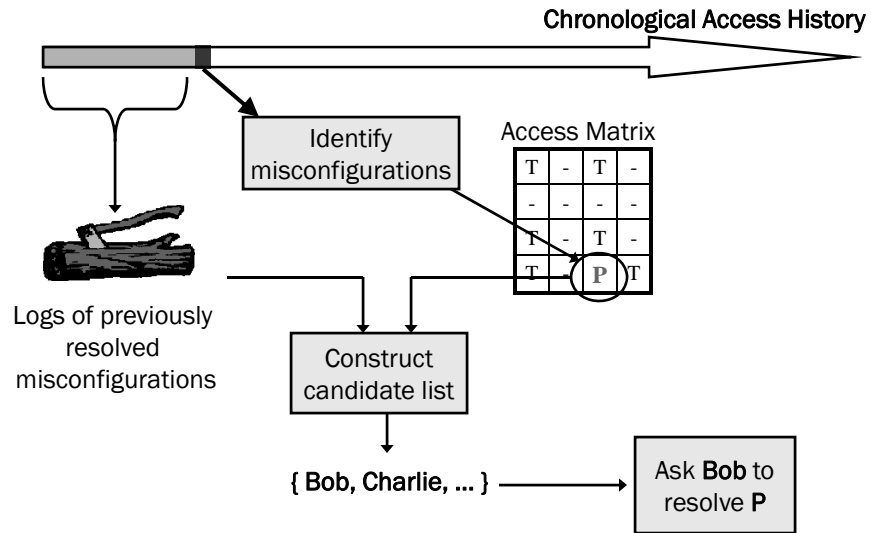 Chronological Access History
Identify
misconfigurations
Access Matrix
T - T -
- - - -
T - T -
T - P T
Logs of previously
resolved
misconfigurations
Construct
candidate list
{ Bob, Charlie, ... }
Ask Bob to
resolve P